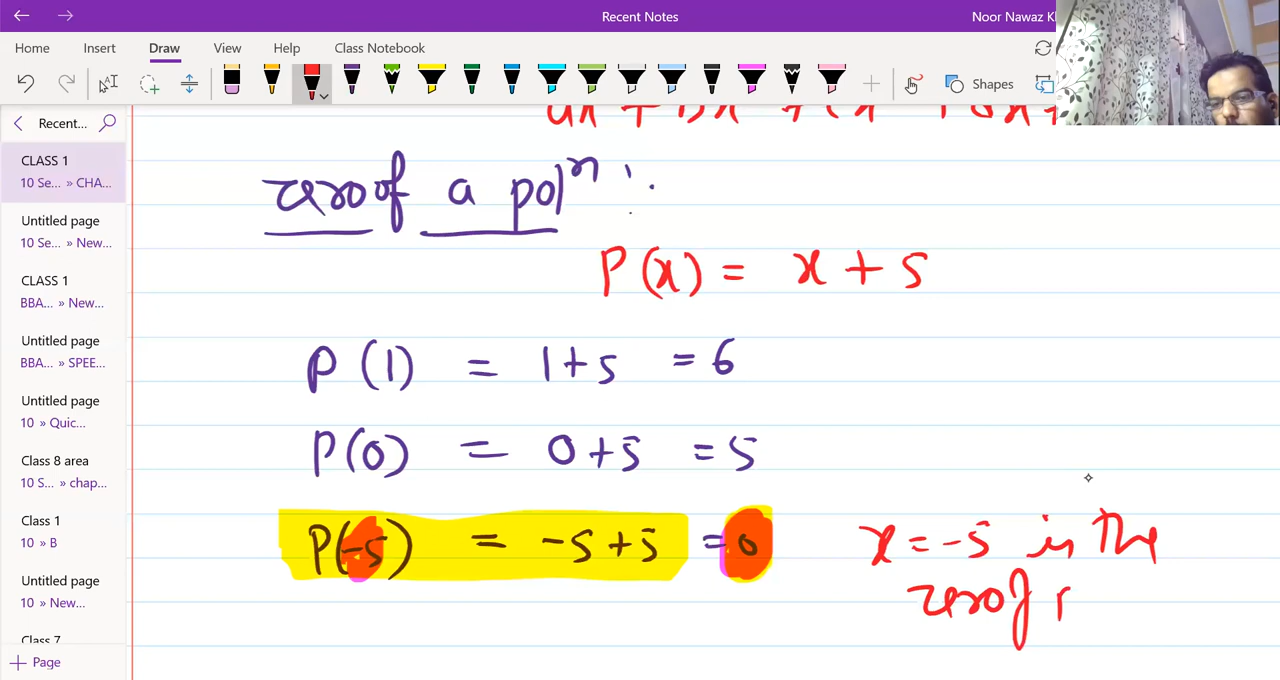 Recent Notes
Noor Nawaz Kh
Home Insert Draw View Help Class Notebook
Shapes
Recent...
CLASS 1
10 Se... » CHA...
Untitled page
10 Se... » New...
CLASS 1
BBA... » New...
Untitled page
BBA... » SPEE...
Untitled page
10 » Quic...
Class 8 area
10 S... » chap...
Class 1
10 » B
Untitled page
10 » New...
Class 7
+ Page
zero of a polⁿ :
P(x) = x + 5
P(1) = 1+5 = 6
P(0) = 0+5 = 5
P(-5) = -5+5 = 0
x = -5 is the
zero of